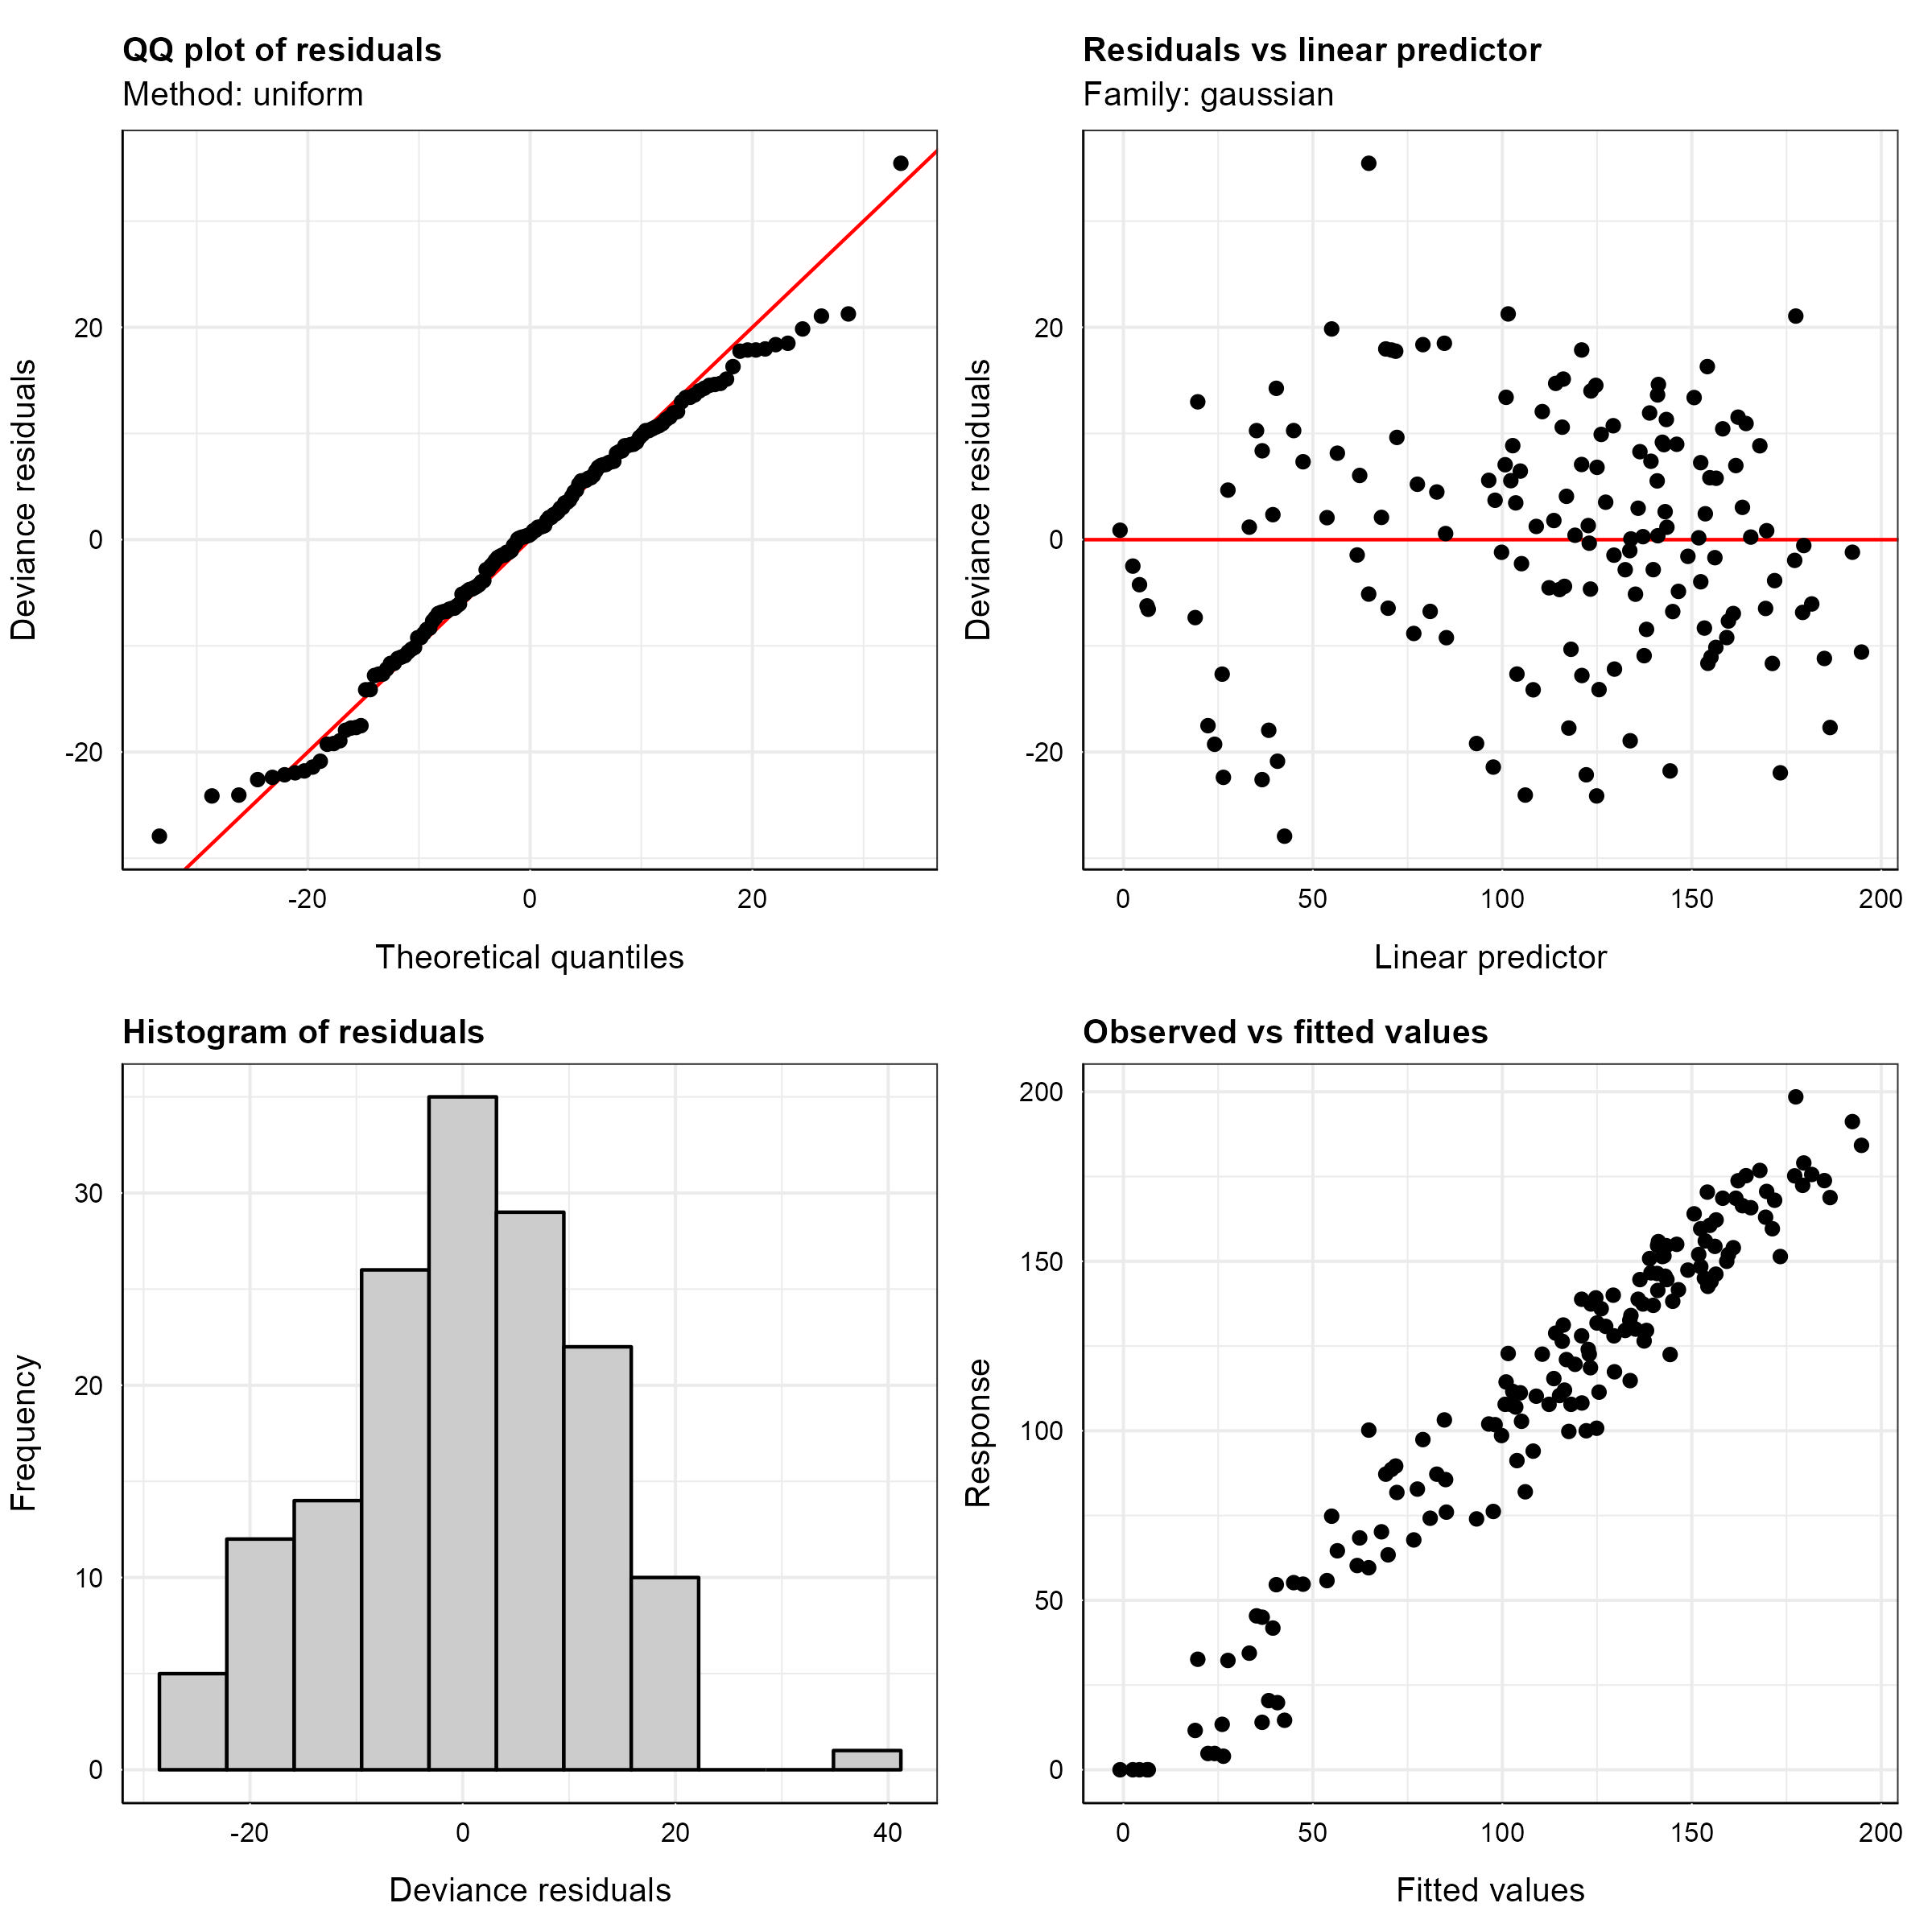 QQ plot of residuals
Method: uniform
Deviance residuals
20
0
-20
-20
0
20
Theoretical quantiles
Residuals vs linear predictor
Family: gaussian
Deviance residuals
20
0
-20
0
50
100
150
200
Linear predictor
Histogram of residuals
Frequency
30
20
10
0
-20
0
20
40
Deviance residuals
Observed vs fitted values
Response
200
150
100
50
0
0
50
100
150
200
Fitted values